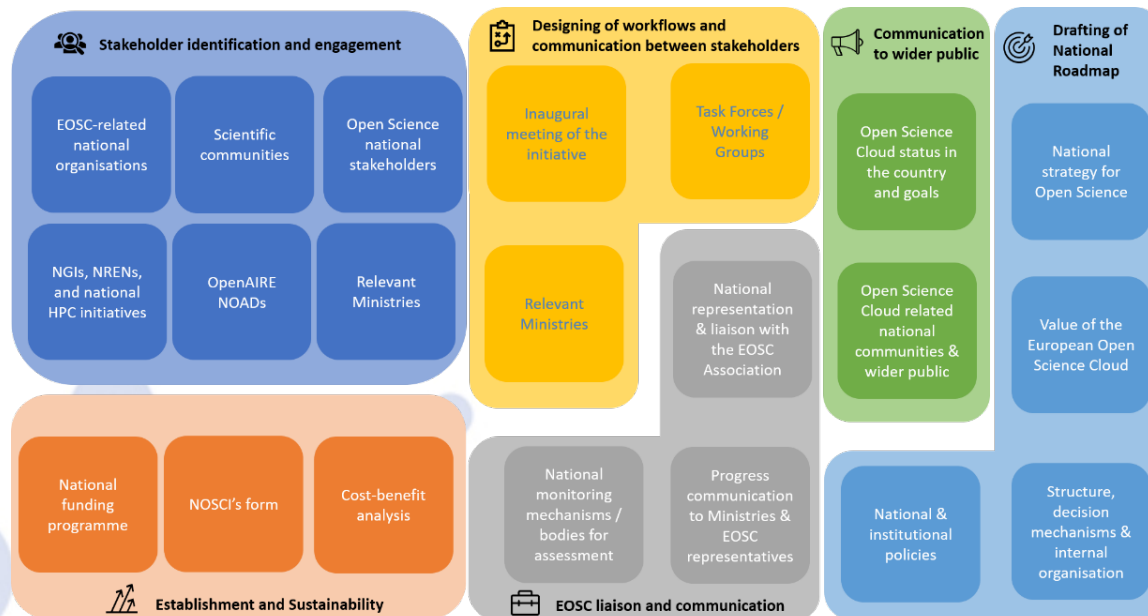 Stakeholder identification and engagement
EOSC-related
national
organisations
Scientific
communities
Open Science
national
stakeholders
NGIs, NRENs,
and national
HPC initiatives
OpenAIRE
NOADs
Relevant
Ministries
Designing of workflows and
communication between stakeholders
Inaugural
meeting of the
initiative
Task Forces /
Working
Groups
Relevant
Ministries
Communication
to wider public
Open Science
Cloud status in
the country
and goals
Open Science
Cloud related
national
communities &
wider public
Drafting of
National
Roadmap
National
strategy for
Open Science
Value of the
European Open
Science Cloud
National &
institutional
policies
Structure,
decision
mechanisms &
internal
organisation
National
funding
programme
NOSCI's form
Cost-benefit
analysis
Establishment and Sustainability
National
representation
& liaison with
the EOSC
Association
National
monitoring
mechanisms /
bodies for
assessment
Progress
communication
to Ministries &
EOSC
representatives
EOSC liaison and communication